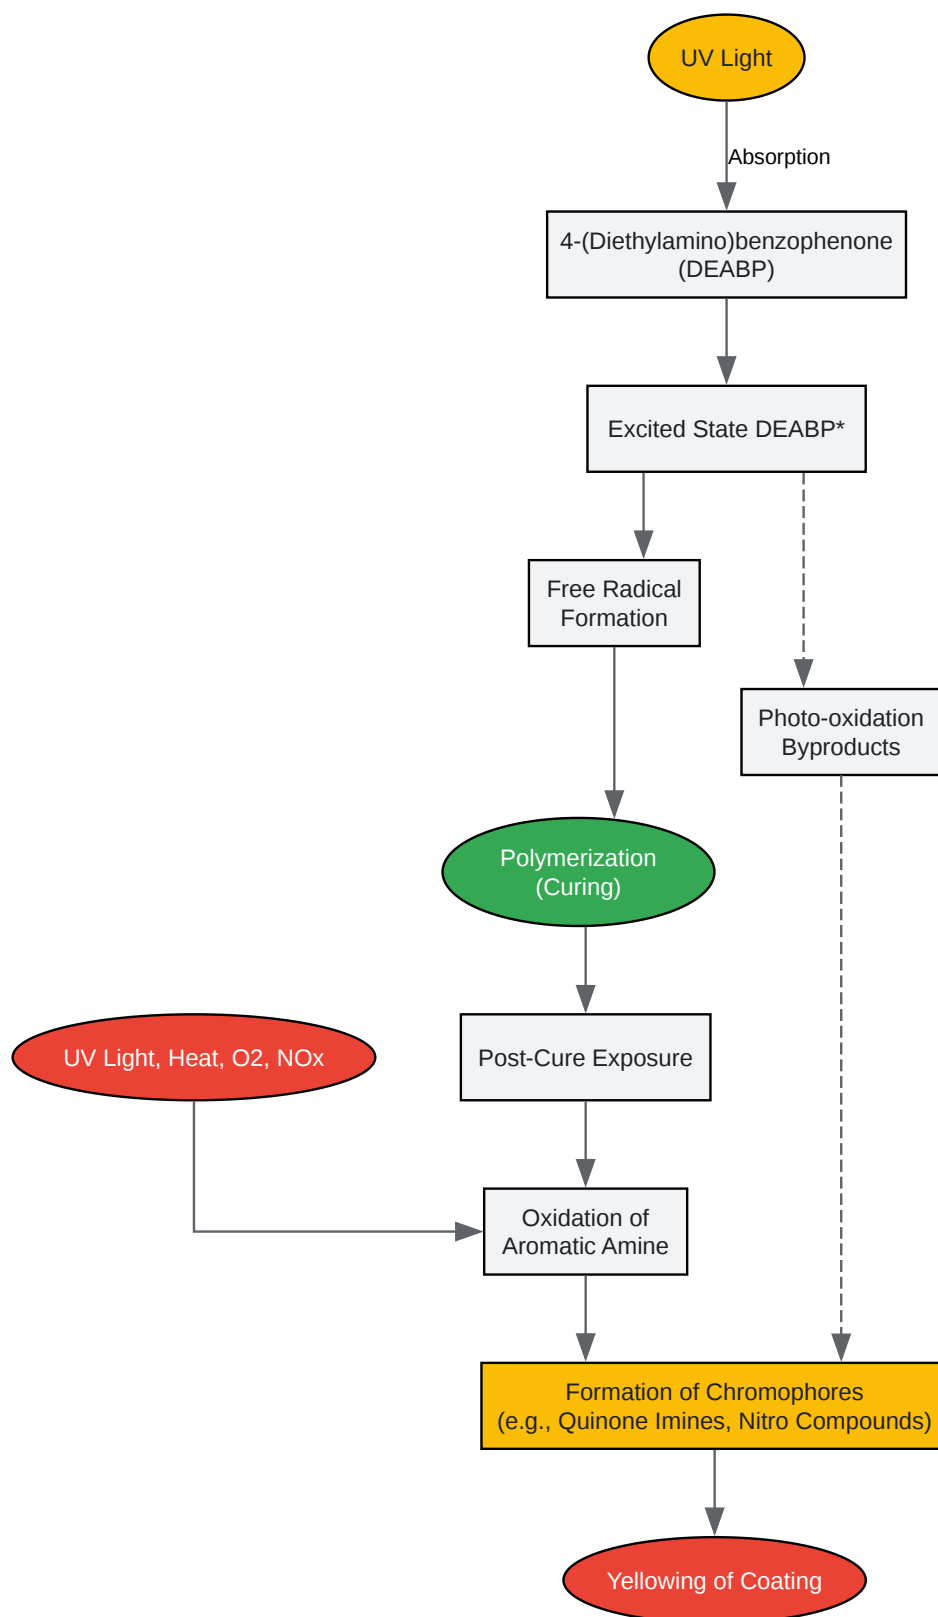 UV Light
Absorption
4-(Diethylamino)benzophenone
(DEABP)
Excited State DEABP*
Free Radical
Formation
Photo-oxidation
Byproducts
Polymerization
(Curing)
UV Light, Heat, O2, NOx
Post-Cure Exposure
Oxidation of
Aromatic Amine
Formation of Chromophores
(e.g., Quinone Imines, Nitro Compounds)
Yellowing of Coating